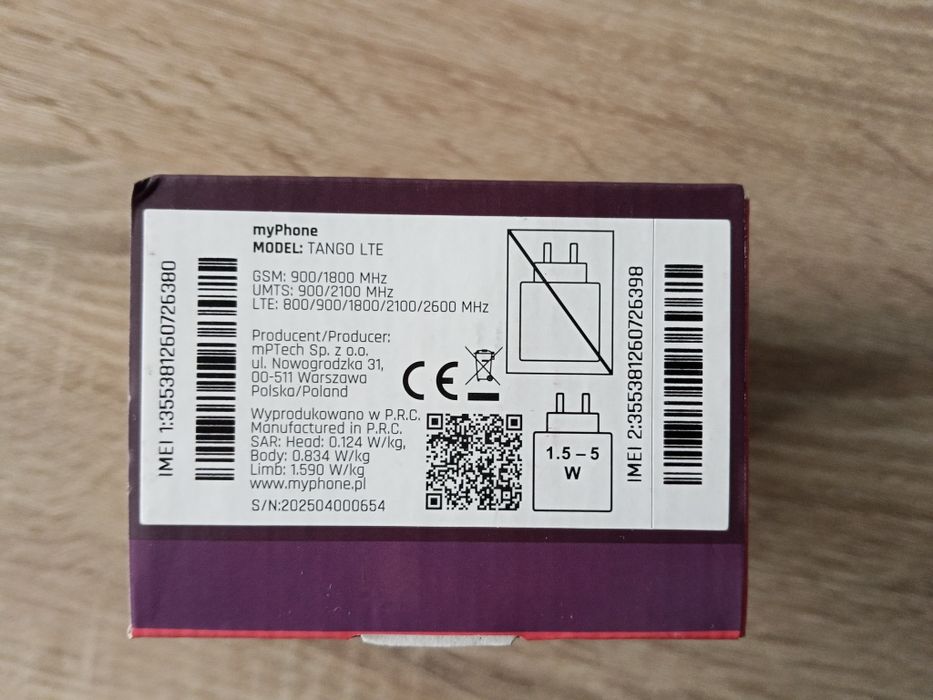 myPhone
MODEL: TANGO LTE
GSM: 900/1800 MHz
UMTS: 900/2100 MHz
LTE: 800/900/1800/2100/2600 MHz
Producent/Producer:
mPTech Sp. z o.o.
ul. Nowogrodzka 31,
00-511 Warszawa
Polska/Poland
CE
Wyprodukowano w P.R.C.
Manufactured in P.R.C.
SAR: Head: 0.124 W/kg,
Body: 0.834 W/kg
Limb: 1.590 W/kg
www.myphone.pl
S/N:202504000654
1.5 – 5
W
IMEI 1:355381260726380
IMEI 2:355381260726398